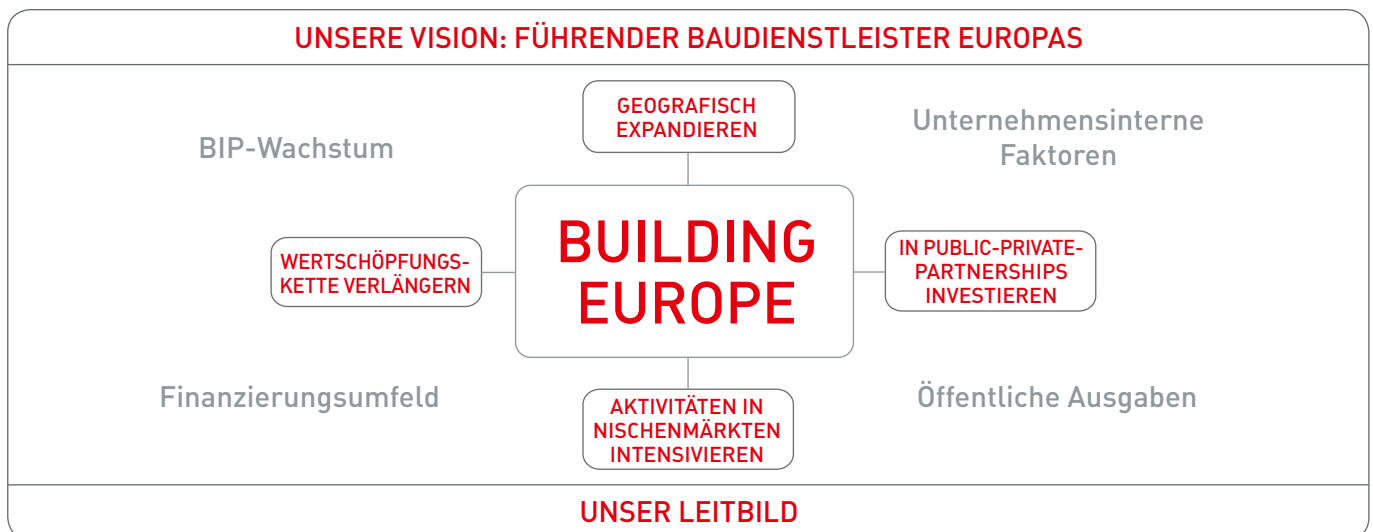 UNSERE VISION: FÜHRENDER BAUDIENSTLEISTER EUROPAS
BIP-Wachstum
GEOGRAFISCH
EXPANDIEREN
Unternehmensinterne
Faktoren
WERTSCHÖPFUNGS-
KETTE VERLÄNGERN
BUILDING
EUROPE
IN PUBLIC-PRIVATE-
PARTNERSHIPS
INVESTIEREN
Finanzierungsumfeld
AKTIVITÄTEN IN
NISCHENMÄRKTEN
INTENSIVIEREN
Öffentliche Ausgaben
UNSER LEITBILD